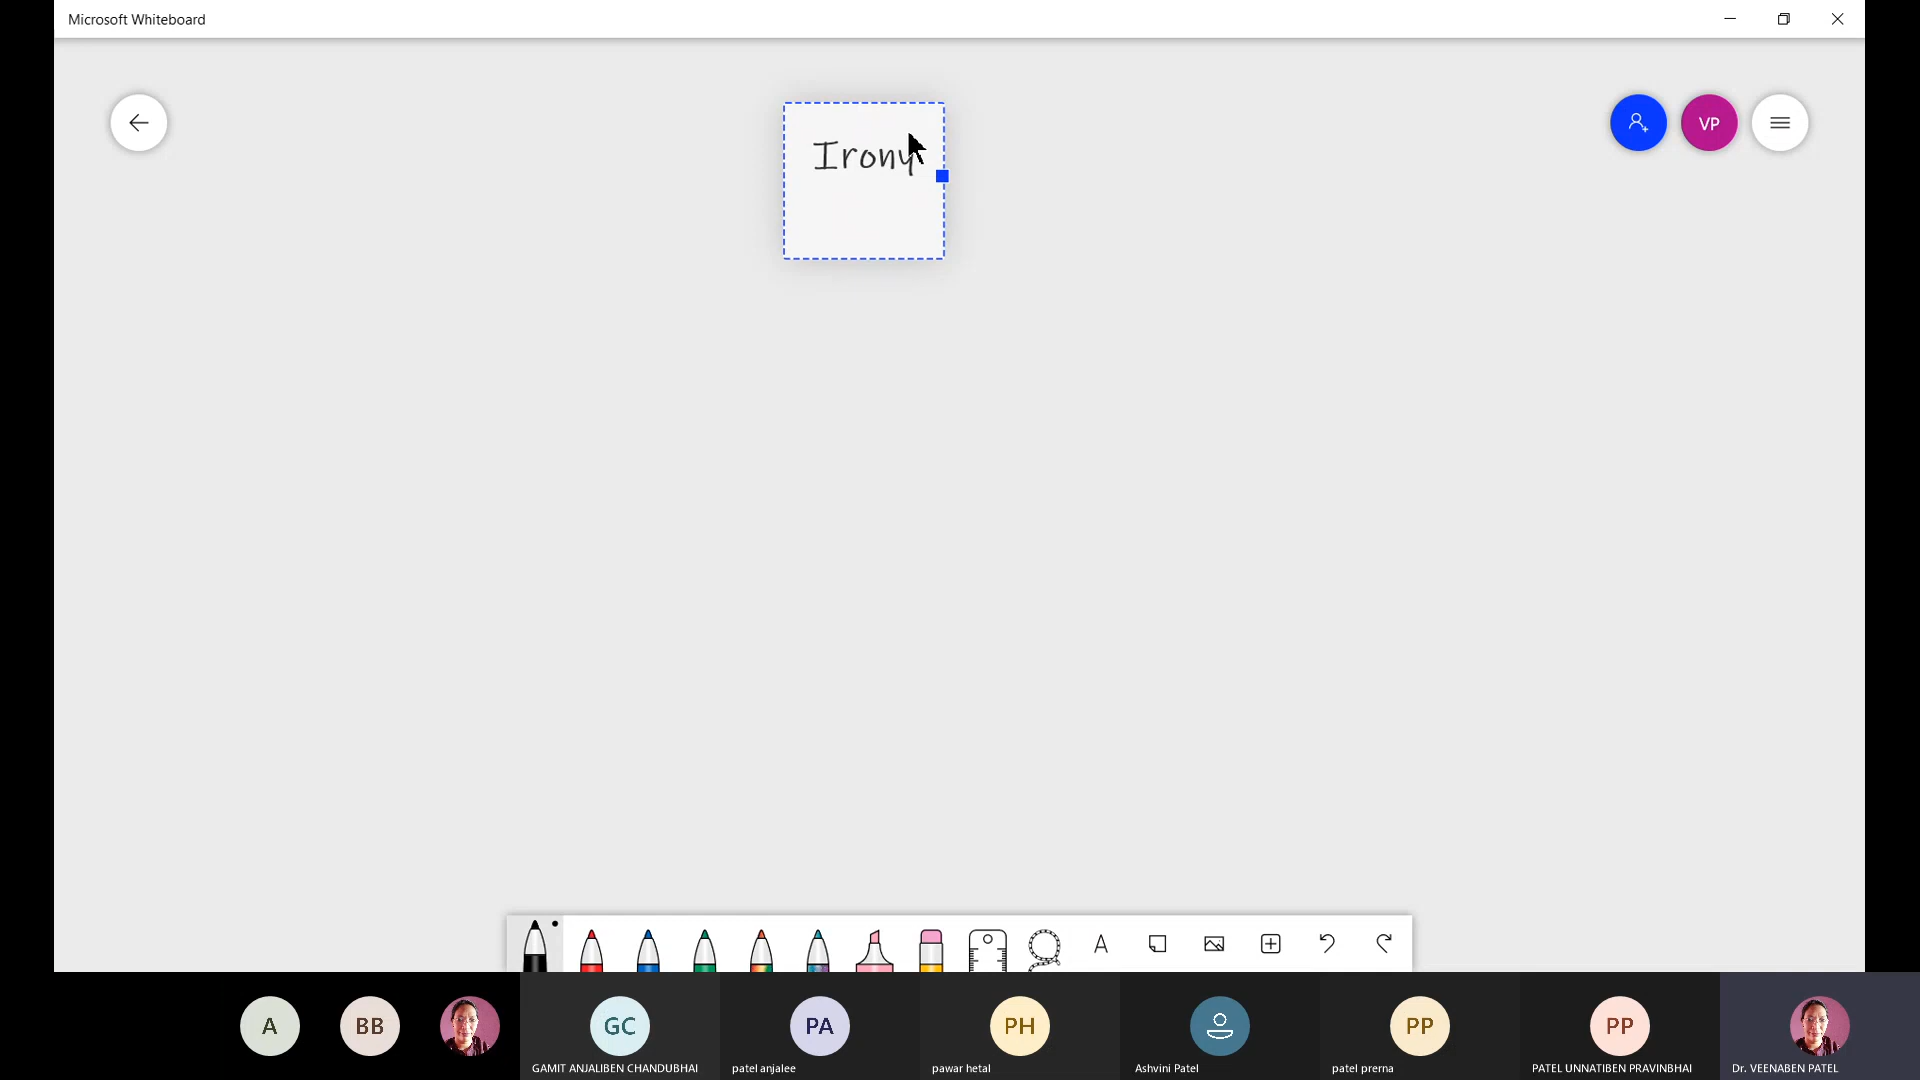 Microsoft Whiteboard
VP
Irony
A
A
BB
GC
PA
PH
PP
PP
GAMIT ANJALIBEN CHANDUBHAI
patel anjalee
pawar hetal
Ashvini Patel
patel prerna
PATEL UNNATIBEN PRAVINBHAI
Dr. VEENABEN PATEL